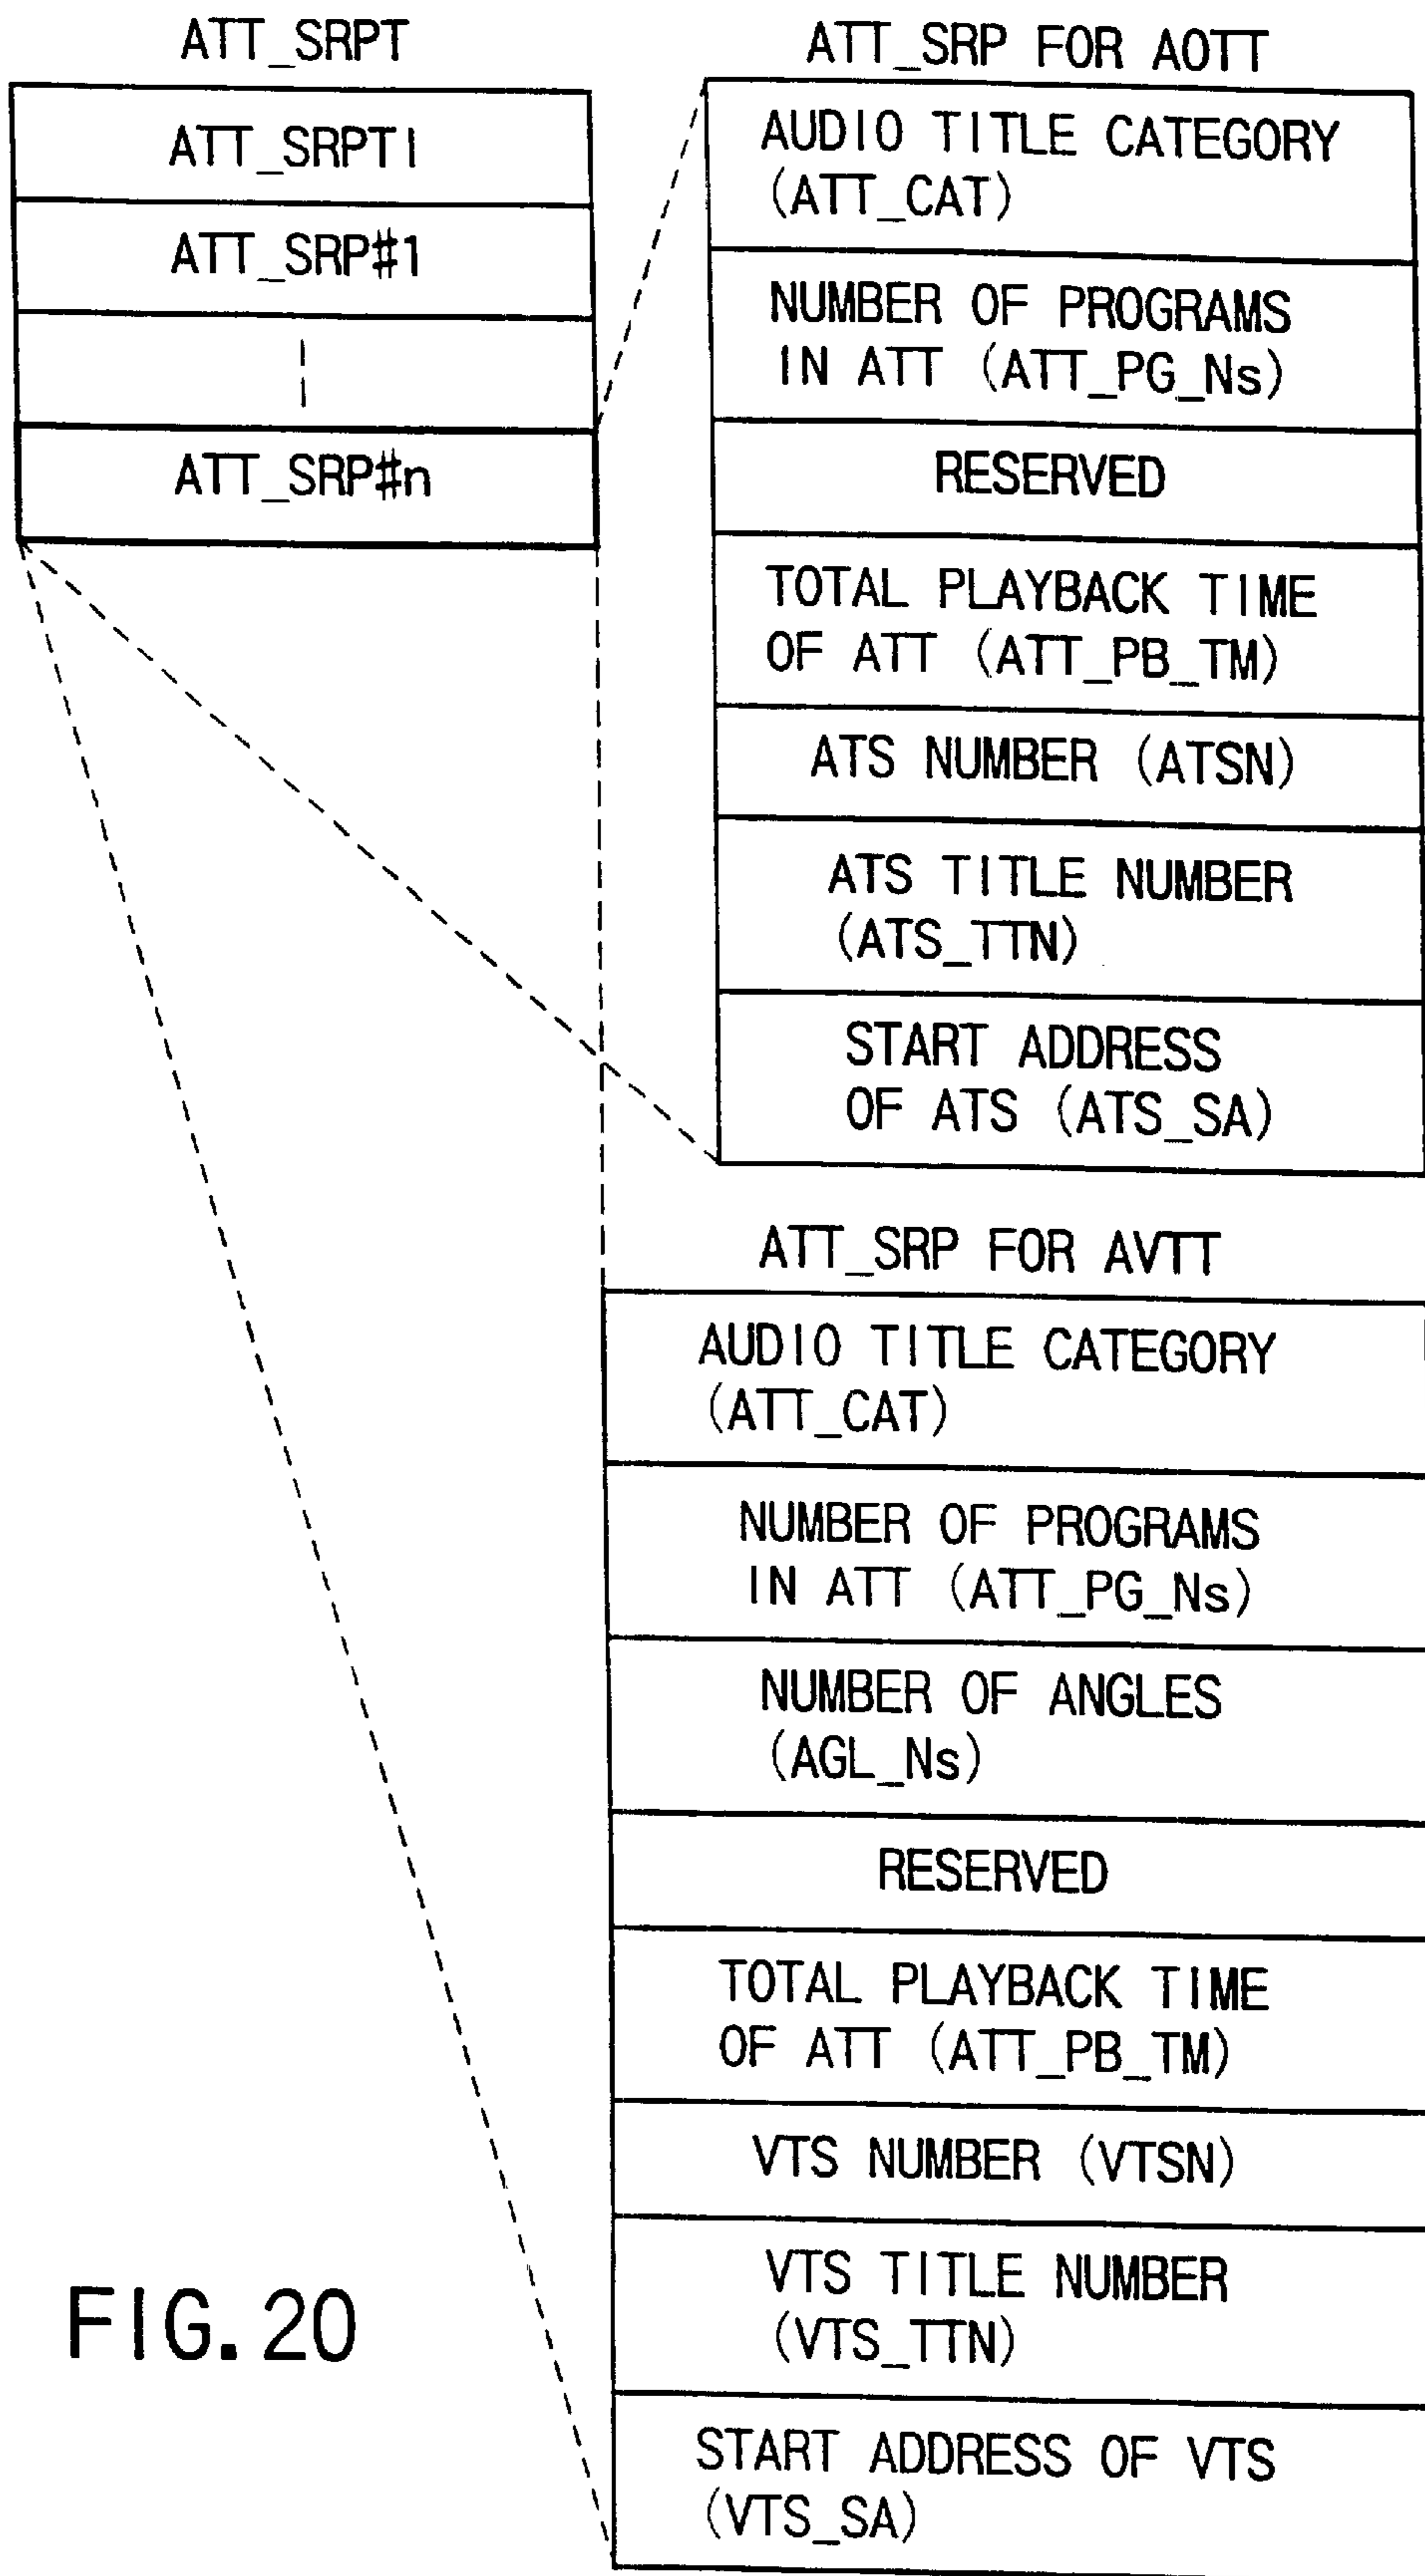 ATT_SRPT
ATT_SRPTI
ATT_SRP#1
ATT_SRP#n
ATT_SRP FOR AOTT
AUDIO TITLE CATEGORY
(ATT_CAT)
NUMBER OF PROGRAMS
IN ATT (ATT_PG_Ns)
RESERVED
TOTAL PLAYBACK TIME
OF ATT (ATT_PB_TM)
ATS NUMBER (ATSN)
ATS TITLE NUMBER
(ATS_TTN)
START ADDRESS
OF ATS (ATS_SA)
ATT_SRP FOR AVTT
AUDIO TITLE CATEGORY
(ATT_CAT)
NUMBER OF PROGRAMS
IN ATT (ATT_PG_Ns)
NUMBER OF ANGLES
(AGL_Ns)
RESERVED
TOTAL PLAYBACK TIME
OF ATT (ATT_PB_TM)
VTS NUMBER (VTSN)
VTS TITLE NUMBER
(VTS_TTN)
START ADDRESS OF VTS
(VTS_SA)
FIG. 20